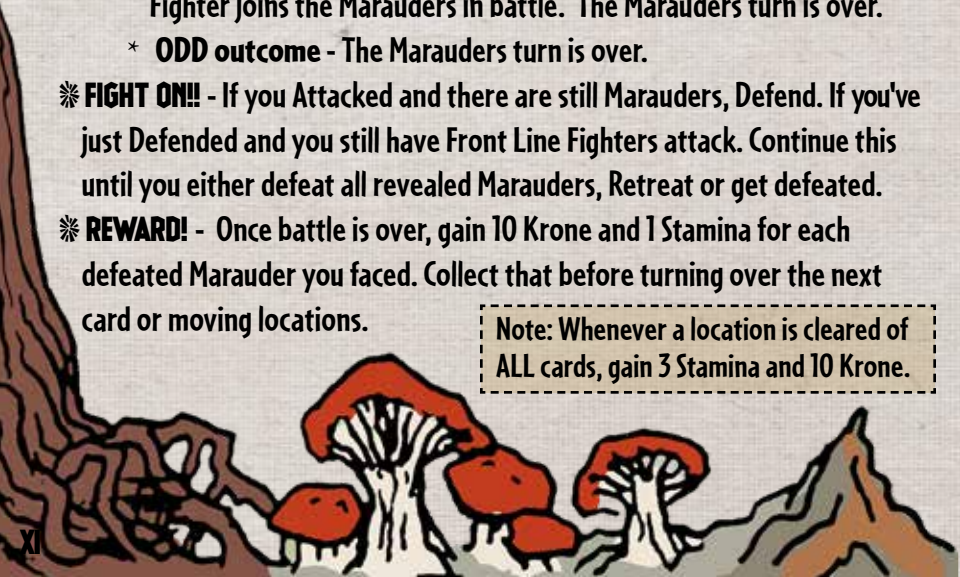 Fighter joins the Marauders in battle. The Marauders turn is over.
* ODD outcome - The Marauders turn is over.
FIGHT ON!! - If you Attacked and there are still Marauders, Defend. If you've
just Defended and you still have Front Line Fighters attack. Continue this
until you either defeat all revealed Marauders, Retreat or get defeated.
REWARD! - Once battle is over, gain 10 Krone and 1 Stamina for each
defeated Marauder you faced. Collect that before turning over the next
card or moving locations.
Note: Whenever a location is cleared of
ALL cards, gain 3 Stamina and 10 Krone.
XI